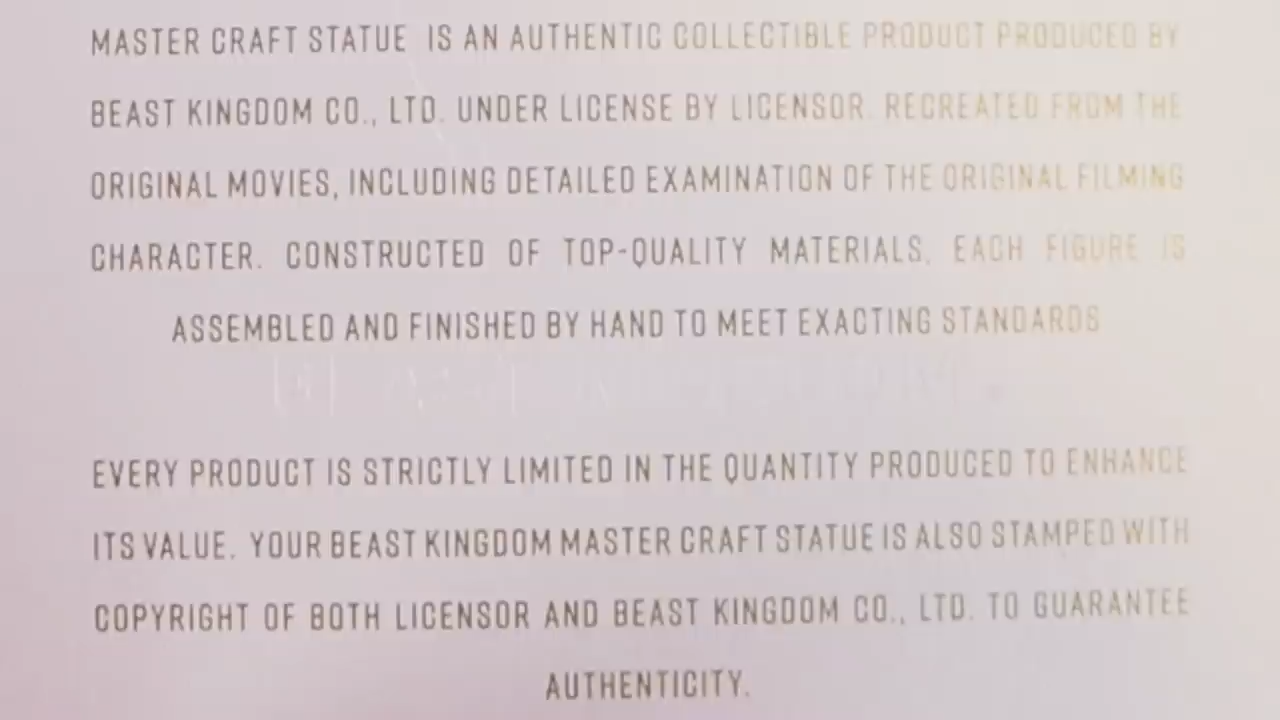 MASTER CRAFT STATUE IS AN AUTHENTIC COLLECTIBLE PRODUCT PRODUCED BY
BEAST KINGDOM CO., LTD. UNDER LICENSE BY LICENSOR. RECREATED FROM THE
ORIGINAL MOVIES, INCLUDING DETAILED EXAMINATION OF THE ORIGINAL FILMING
CHARACTER. CONSTRUCTED OF TOP-QUALITY MATERIALS, EACH FIGURE IS
ASSEMBLED AND FINISHED BY HAND TO MEET EXACTING STANDARDS
EVERY PRODUCT IS STRICTLY LIMITED IN THE QUANTITY PRODUCED TO ENHANCE
ITS VALUE. YOUR BEAST KINGDOM MASTER CRAFT STATUE IS ALSO STAMPED WITH
COPYRIGHT OF BOTH LICENSOR AND BEAST KINGDOM CO., LTD. TO GUARANTEE
AUTHENTICITY.